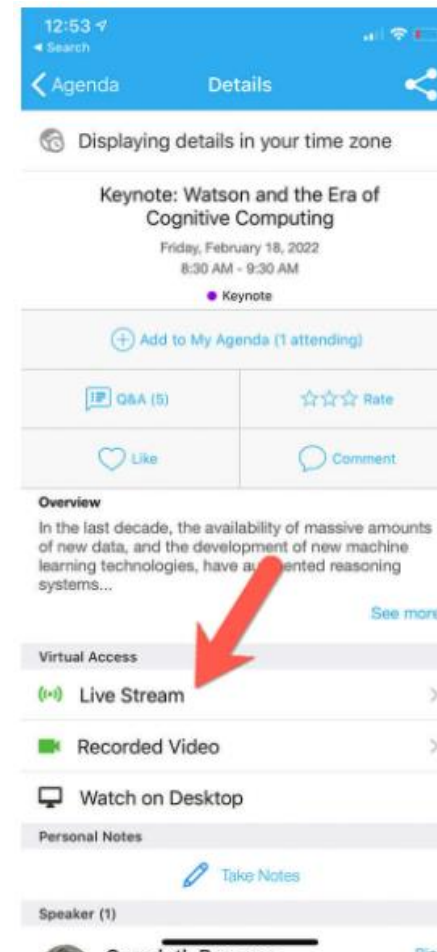 12:53
Search
Agenda Details
Displaying details in your time zone
Keynote: Watson and the Era of
Cognitive Computing
Friday, February 18, 2022
8:30 AM - 9:30 AM
Keynote
Add to My Agenda (1 attending)
Q&A (5) Rate
Like Comment
Overview
In the last decade, the availability of massive amounts
of new data, and the development of new machine
learning technologies, have augmented reasoning
systems...
See more
Virtual Access
Live Stream
Recorded Video
Watch on Desktop
Personal Notes
Take Notes
Speaker (1)